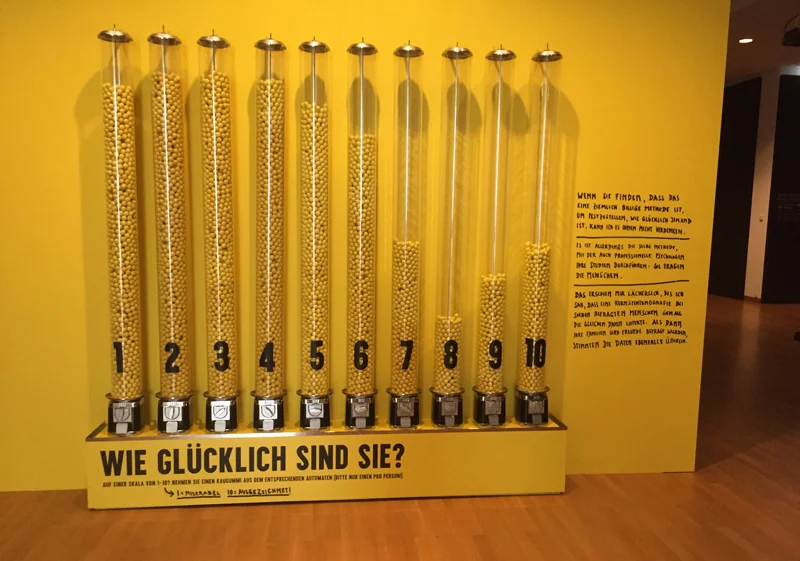 1 2 3 4 5 6 7 8 9 10
WIE GLÜCKLICH SIND SIE?
AUF EINER SKALA VON 1-10? NEHMEN SIE EINEN KAUGUMMI AUS DEM ENTSPRECHENDEN AUTOMATEN (BITTE NUR EINEN PRO PERSON!)
1=MISERABEL 10=AUSGEZEICHNET!
WENN SIE FINDEN, DASS DAS
EINE ZIEMLICH BILLIGE METHODE IST,
UM FESTZUSTELLEN, WIE GLÜCKLICH JEMAND
IST, KANN ICH ES IHNEN NICHT VERDENKEN.
ES IST ALLERDINGS DIE SELBE METHODE,
MIT DER AUCH PROFESSIONELLE PSYCHOLOGEN
IHRE STUDIEN DURCHFÜHREN: SIE FRAGEN
DIE MENSCHEN.
DAS ERSCHIEN MIR LÄCHERLICH, BIS ICH
SAH, DASS EINE KERNSPINTOMOGRAFIE BEI
DIESEN BEFRAGTEN MENSCHEN GENAU
DIE GLEICHEN DATEN LIEFERTE. ALS DANN
IHRE FAMILIEN UND FREUNDE BEFRAGT WURDEN,
STIMMTEN DIE DATEN EBENFALLS ÜBEREIN.